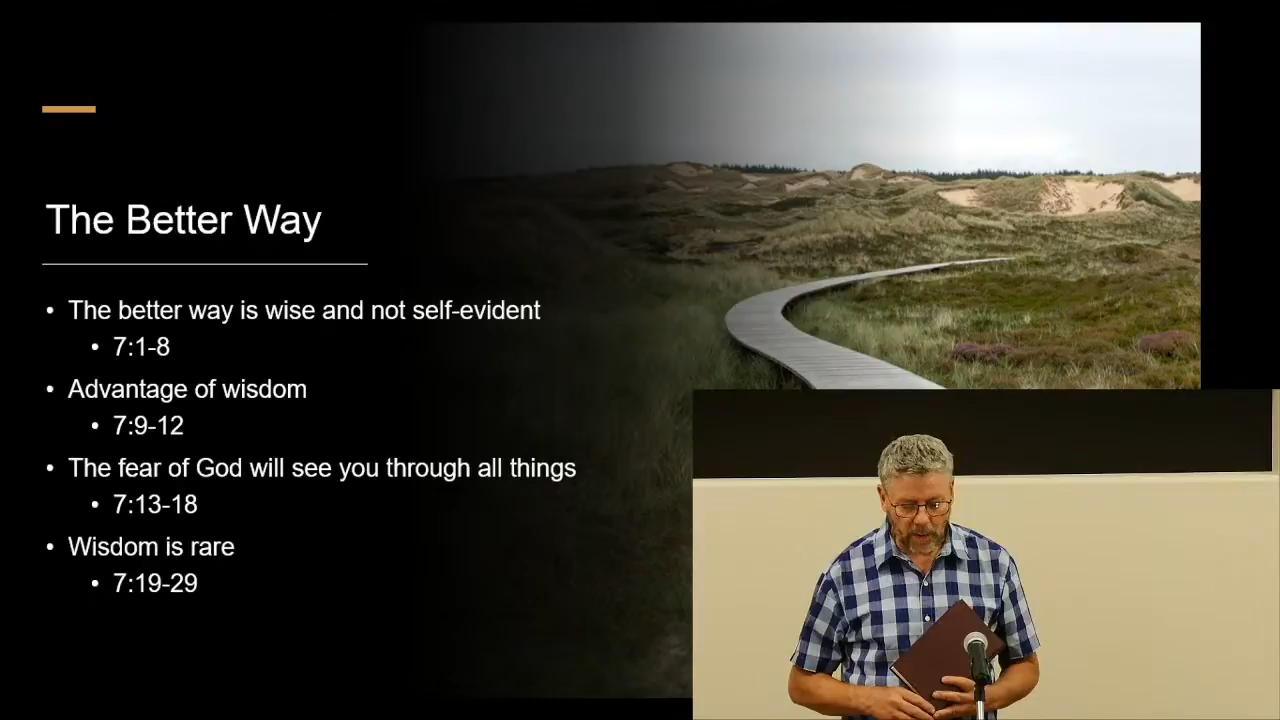 The Better Way
• The better way is wise and not self-evident
• 7:1-8
• Advantage of wisdom
• 7:9-12
• The fear of God will see you through all things
• 7:13-18
• Wisdom is rare
• 7:19-29